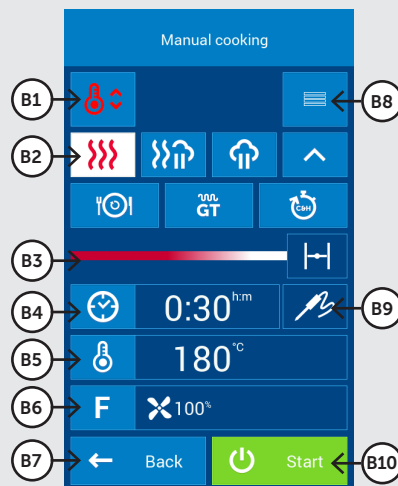 Manual cooking
B1
B8
B2
GT
C&H
B3
B4
0:30 h:m
B9
B5
180 °C
B6
F
100%
B7
Back
Start
B10